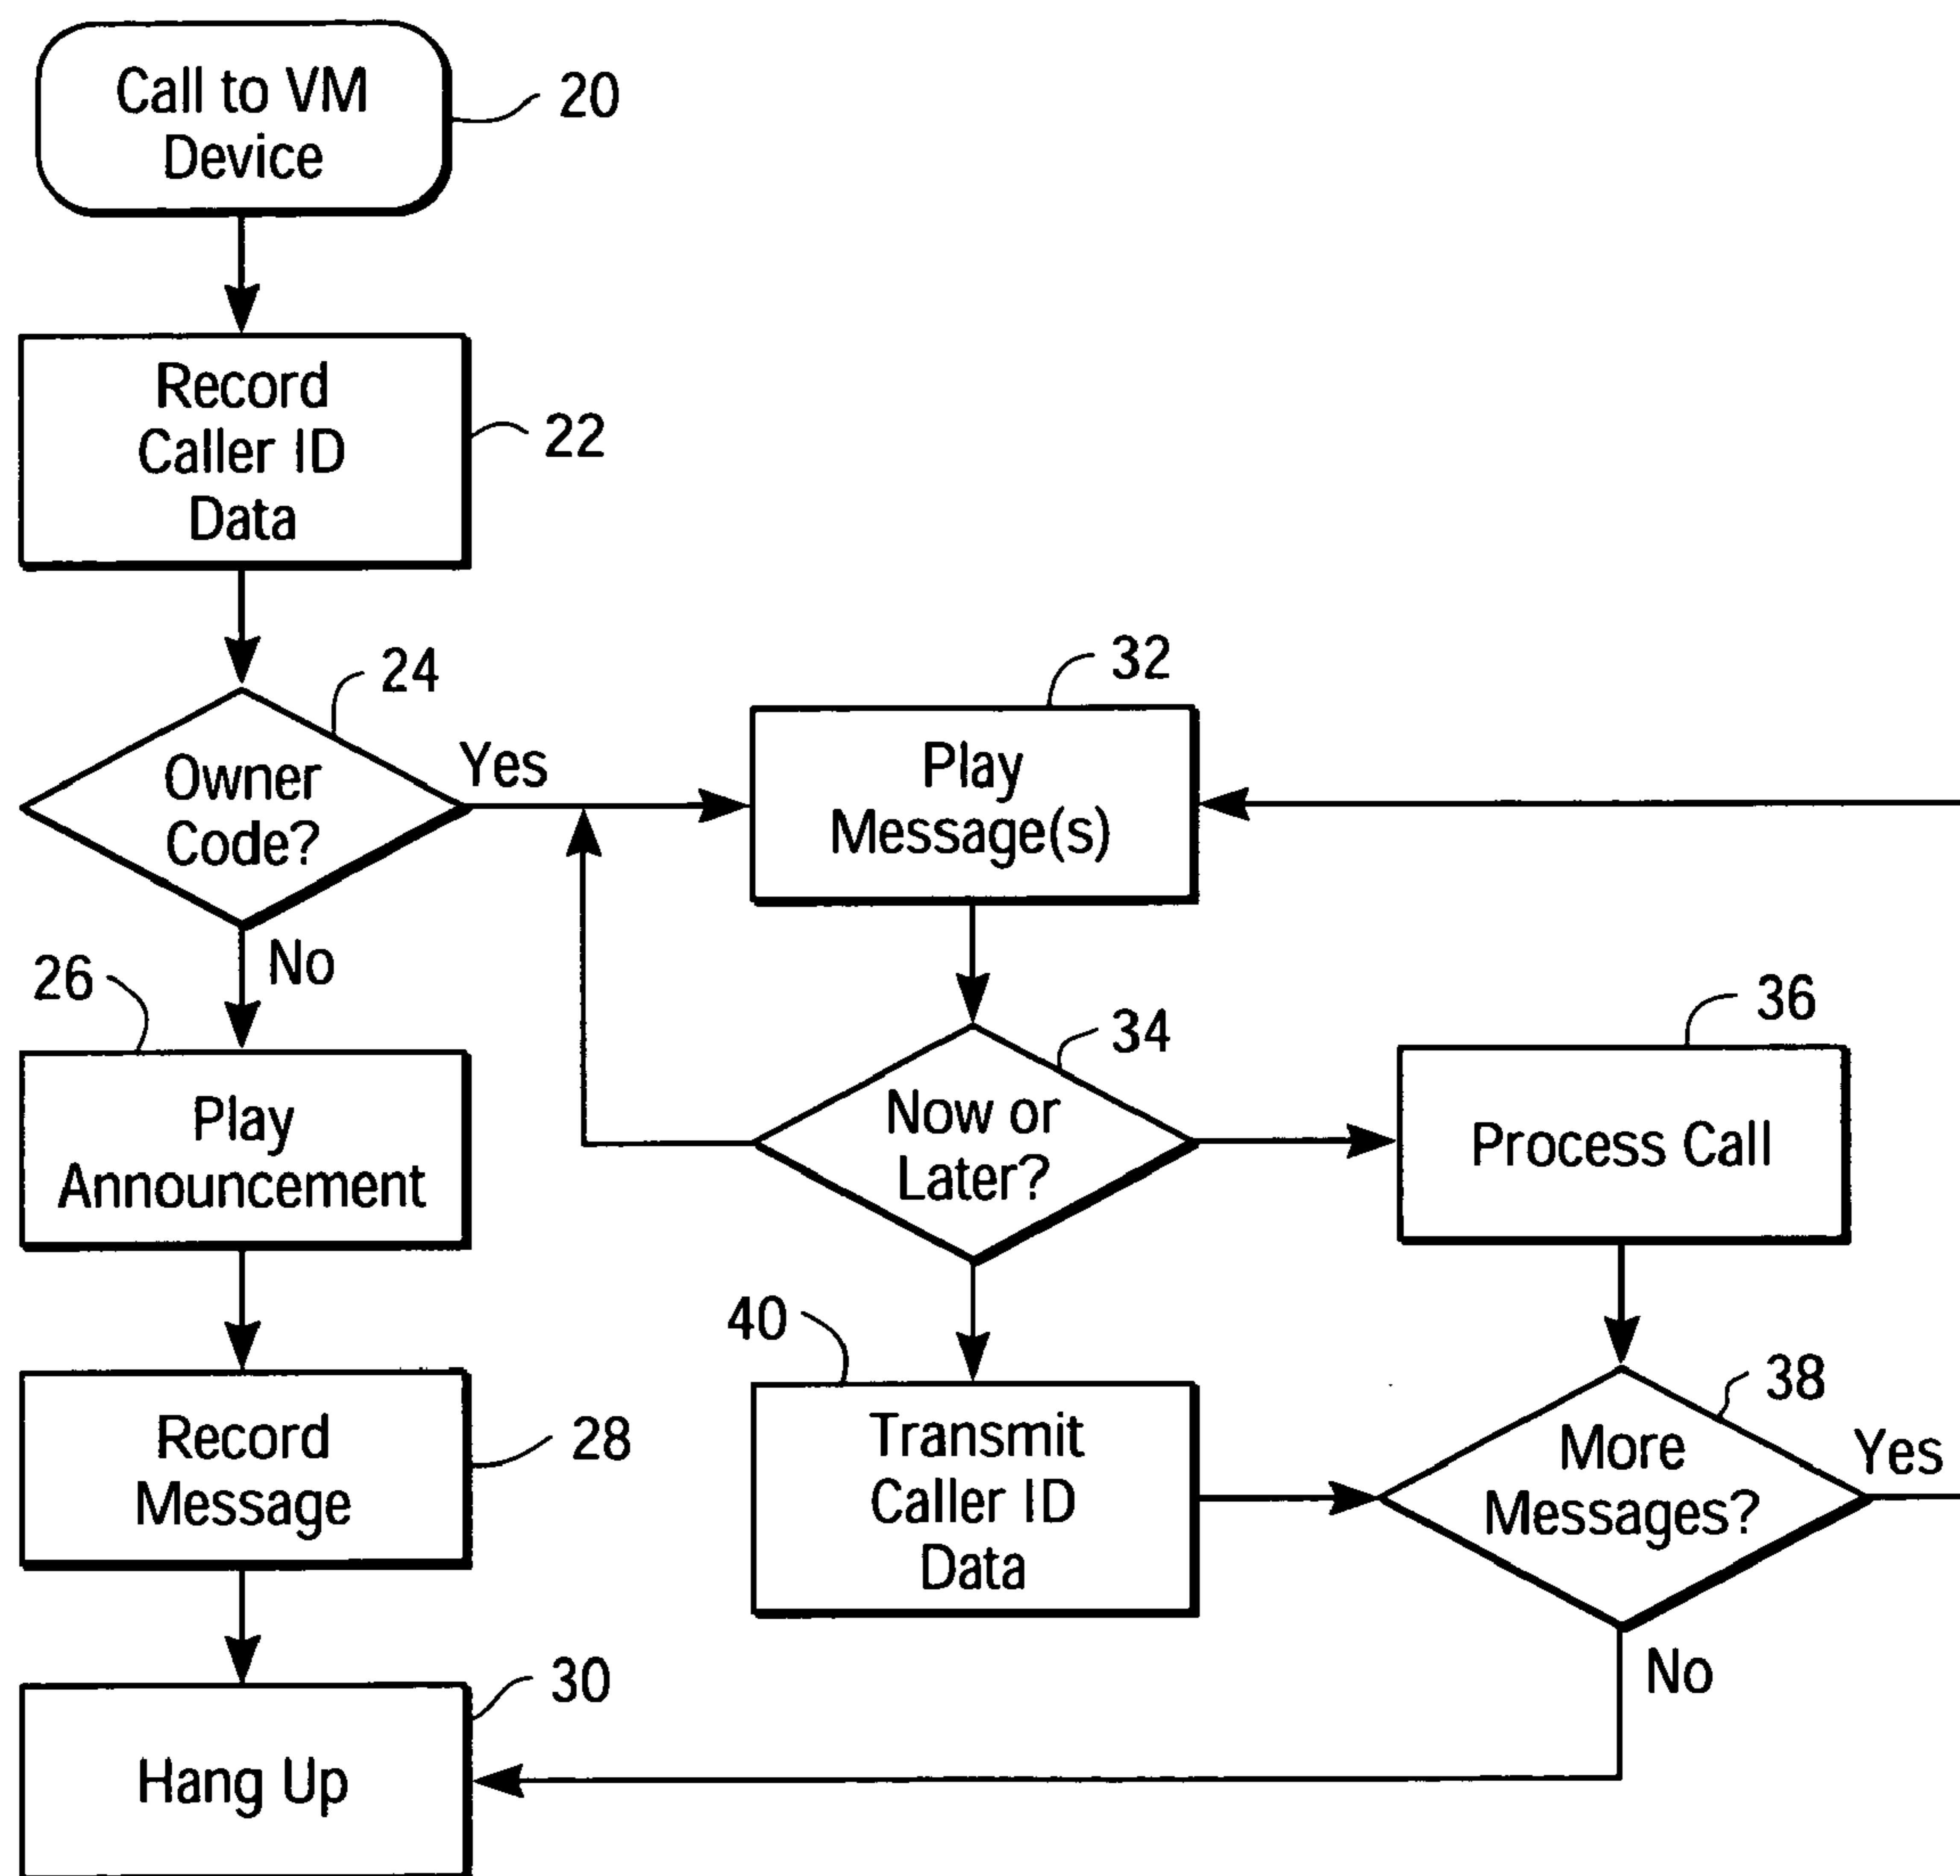 Call to VM
Device
20
Record
Caller ID
Data
22
24
Owner
Code?
Yes
No
32
Play
Message(s)
26
Play
Announcement
34
Now or
Later?
36
Process Call
Record
Message
28
40
Transmit
Caller ID
Data
38
More
Messages?
Yes
No
30
Hang Up